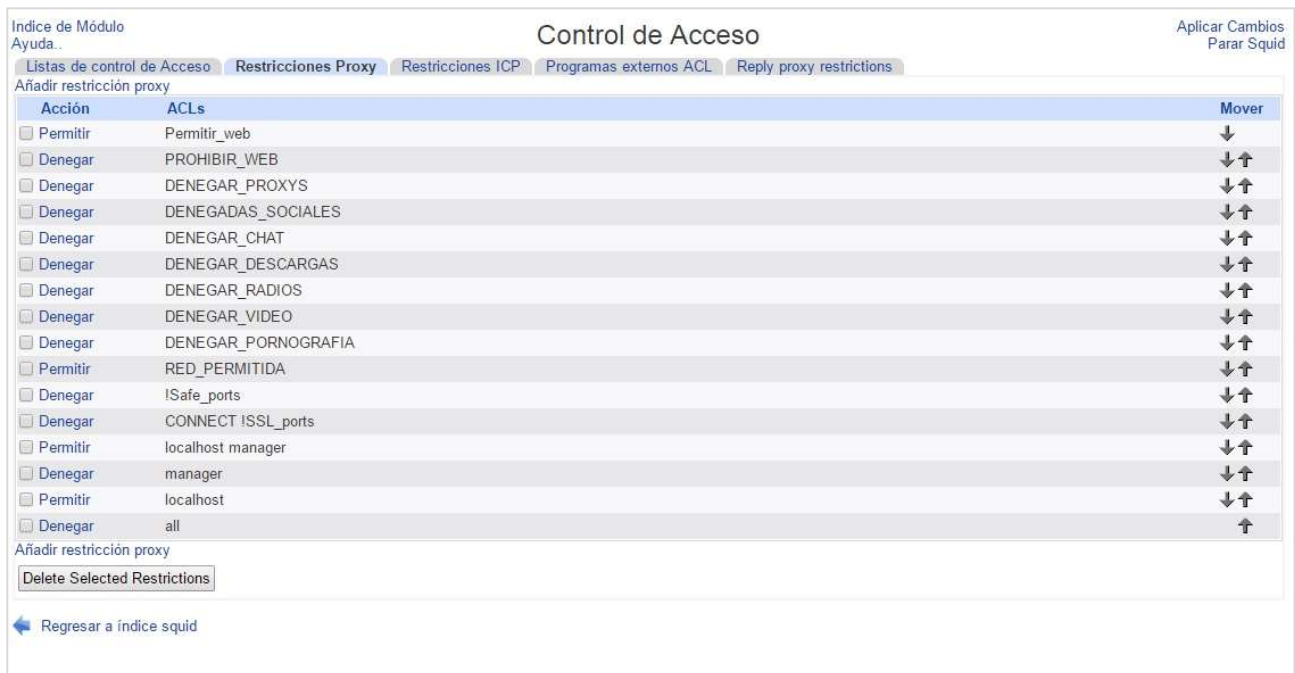 Indice de Módulo
Ayuda..
Control de Acceso
Aplicar Cambios
Parar Squid
Listas de control de Acceso Restricciones Proxy Restricciones ICP Programas externos ACL Reply proxy restrictions
Añadir restricción proxy
Acción ACLs Mover
Permitir Permitir_web
Denegar PROHIBIR_WEB
Denegar DENEGAR_PROXYS
Denegar DENEGADAS_SOCIALES
Denegar DENEGAR_CHAT
Denegar DENEGAR_DESCARGAS
Denegar DENEGAR_RADIOS
Denegar DENEGAR_VIDEO
Denegar DENEGAR_PORNOGRAFIA
Permitir RED_PERMITIDA
Denegar !Safe_ports
Denegar CONNECT !SSL_ports
Permitir localhost manager
Denegar manager
Permitir localhost
Denegar all
Añadir restricción proxy
Delete Selected Restrictions
Regresar a índice squid